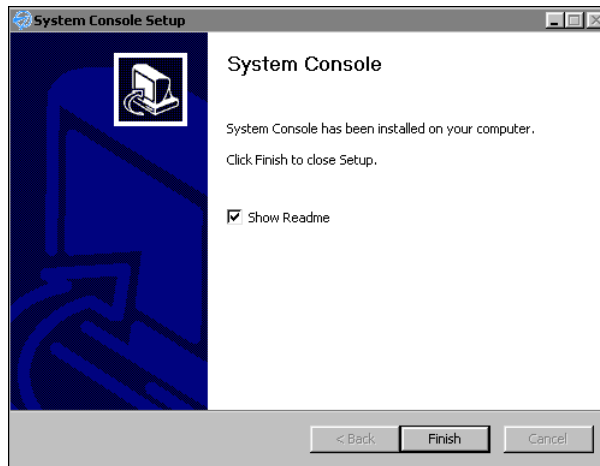 System Console Setup
System Console
System Console has been installed on your computer.
Click Finish to close Setup.
Show Readme
< Back
Finish
Cancel